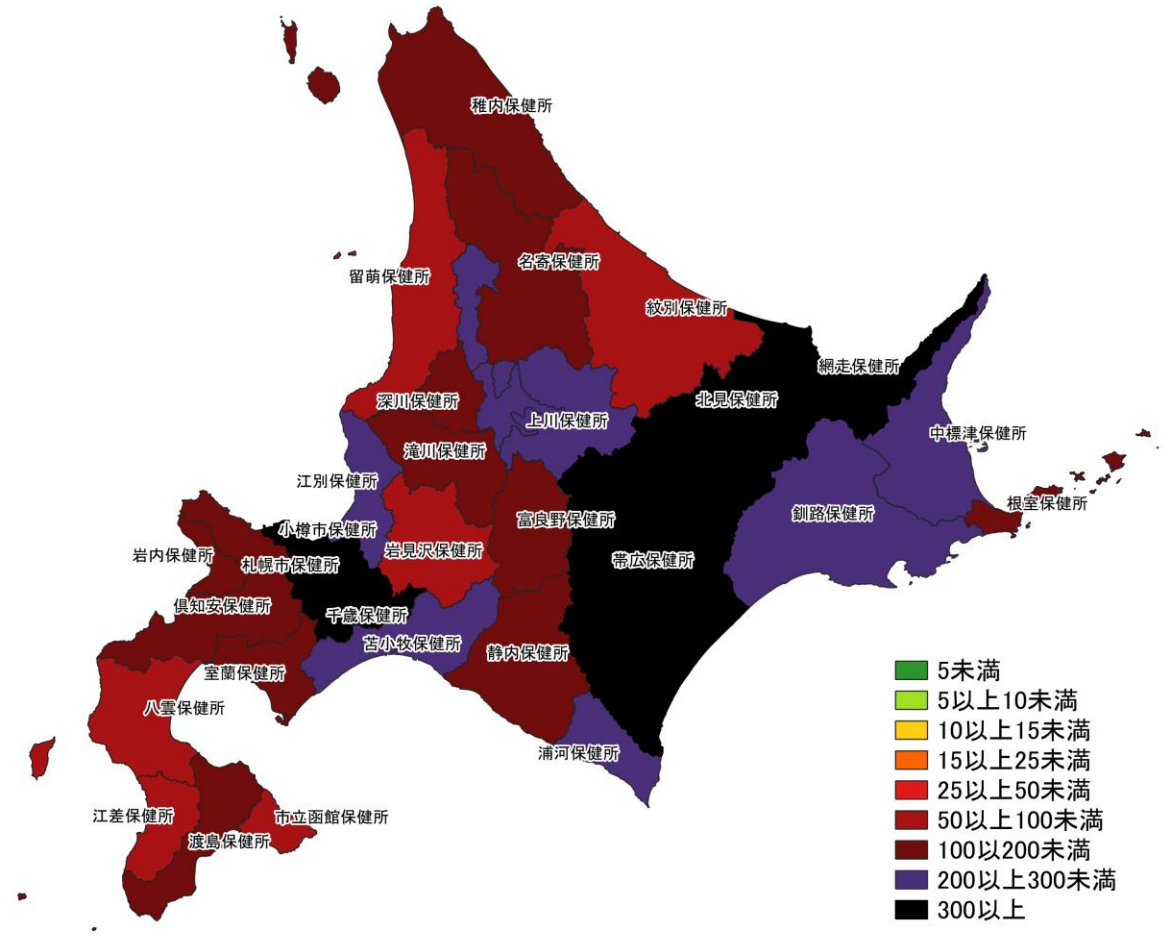 稚内保健所
名寄保健所
留萌保健所
紋別保健所
網走保健所
北見保健所
深川保健所
上川保健所
中標津保健所
滝川保健所
江別保健所
根室保健所
釧路保健所
富良野保健所
小樽市保健所
岩見沢保健所
岩内保健所
札幌市保健所
帯広保健所
倶知安保健所
千歳保健所
苫小牧保健所
静内保健所
室蘭保健所
八雲保健所
浦河保健所
江差保健所
市立函館保健所
渡島保健所
5未満
5以上10未満
10以上15未満
15以上25未満
25以上50未満
50以上100未満
100以200未満
200以上300未満
300以上